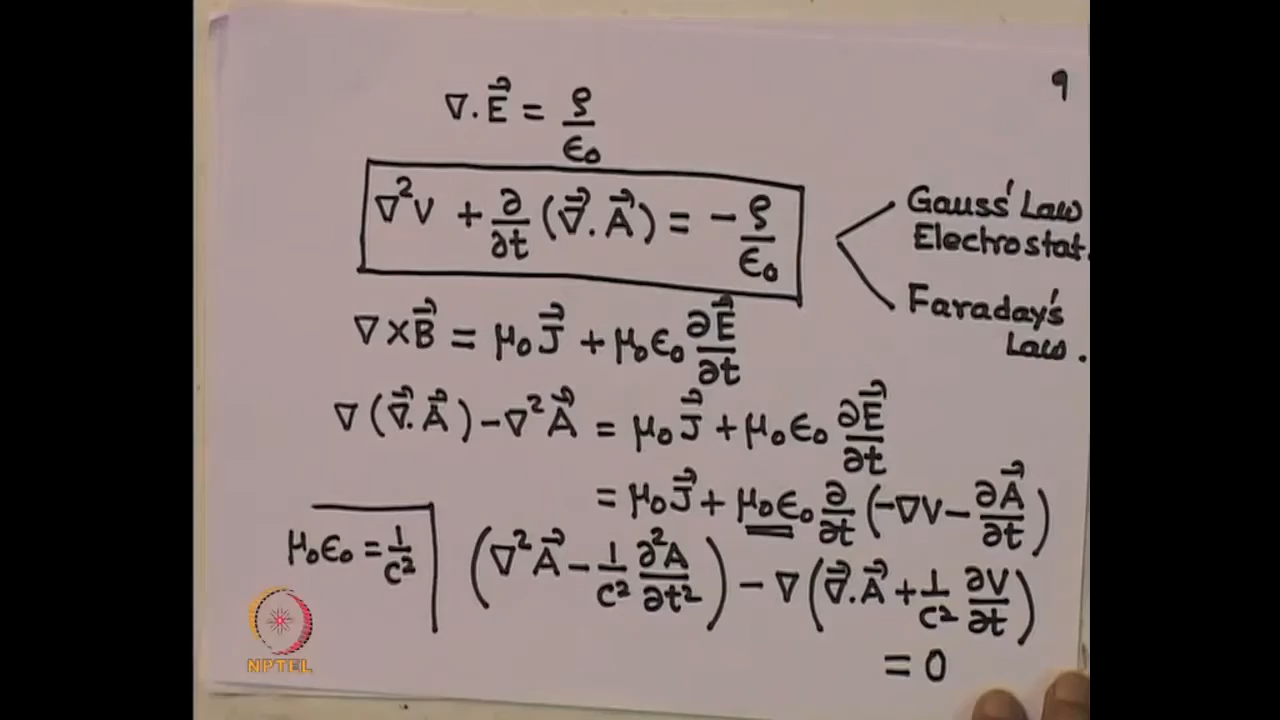 9
∇.E⃗ = ρ/ε₀
∇²V + ∂/∂t (∇⃗.A⃗) = -ρ/ε₀
Gauss' Law
Electrostat.
Faraday's
Law.
∇×B⃗ = μ₀J⃗ + μ₀ε₀ ∂E⃗/∂t
∇(∇⃗.A⃗) - ∇²A⃗ = μ₀J⃗ + μ₀ε₀ ∂E⃗/∂t
= μ₀J⃗ + μ₀ε₀ ∂/∂t (-∇V - ∂A⃗/∂t)
μ₀ε₀ = 1/c²
(∇²A⃗ - 1/c² ∂²A/∂t²) - ∇(∇⃗.A⃗ + 1/c² ∂V/∂t)
= 0
NPTEL